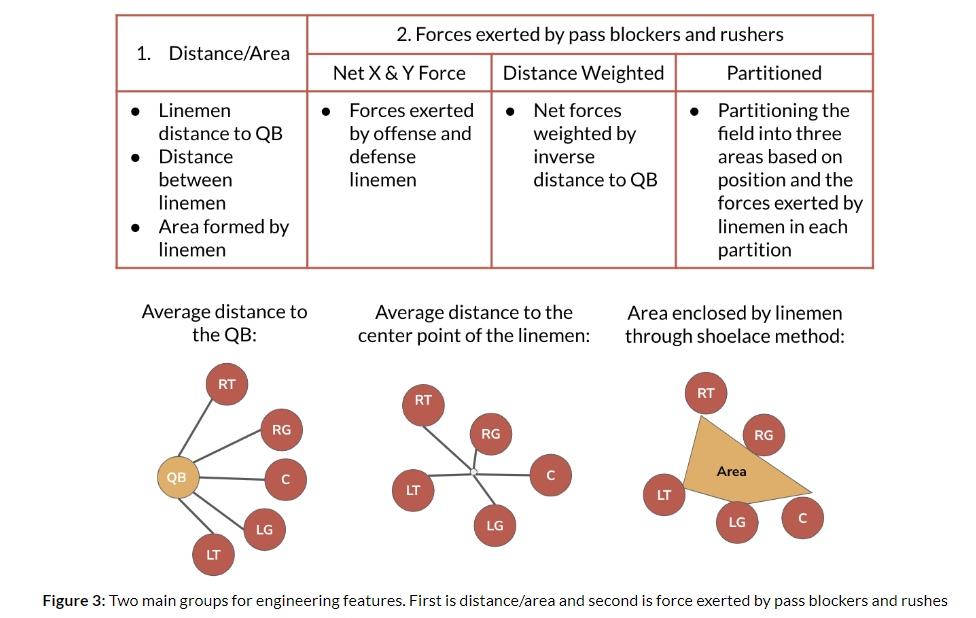 1. Distance/Area
2. Forces exerted by pass blockers and rushers
Net X & Y Force
Distance Weighted
Partitioned
● Linemen
distance to QB
● Distance
between
linemen
● Area formed by
linemen
● Forces exerted
by offense and
defense
linemen
● Net forces
weighted by
inverse
distance to QB
● Partitioning the
field into three
areas based on
position and the
forces exerted by
linemen in each
partition
Average distance to
the QB:
RT
RG
QB
C
LG
LT
Average distance to the
center point of the linemen:
RT
RG
C
LT
LG
Area enclosed by linemen
through shoelace method:
RT
RG
Area
LT
LG
C
Figure 3: Two main groups for engineering features. First is distance/area and second is force exerted by pass blockers and rushes